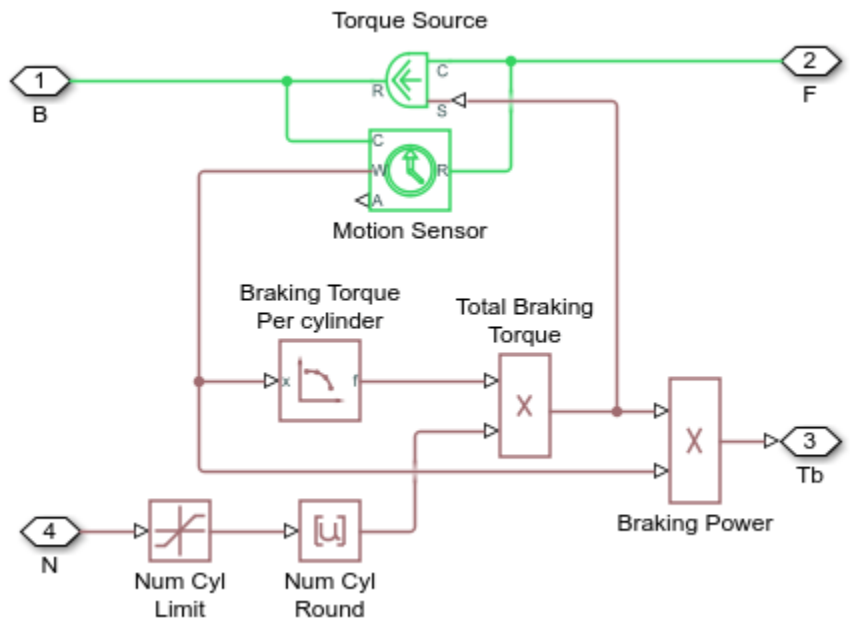 Torque Source
1
B
R
C
S
2
F
C
W
R
A
Motion Sensor
Braking Torque
Per cylinder
x
f
Total Braking
Torque
X
X
3
Tb
Braking Power
4
N
[u]
Num Cyl
Limit
Num Cyl
Round